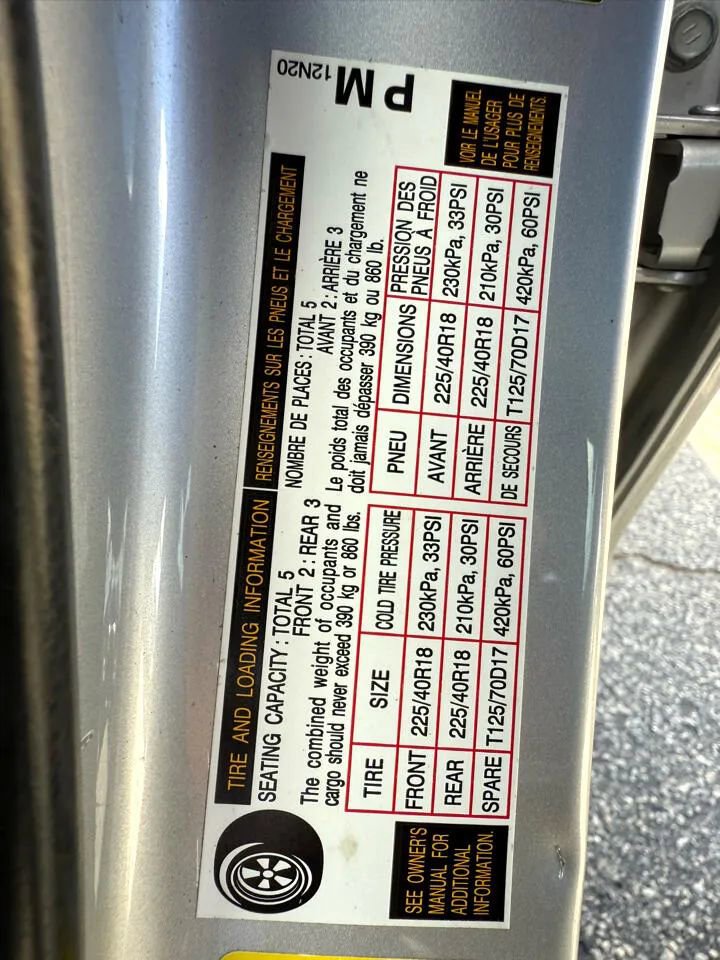 TIRE AND LOADING INFORMATION
SEATING CAPACITY : TOTAL 5
FRONT 2 : REAR 3
The combined weight of occupants and
cargo should never exceed 390 kg or 860 lbs.
TIRE SIZE COLD TIRE PRESSURE
FRONT 225/40R18 230kPa, 33PSI
REAR 225/40R18 210kPa, 30PSI
SPARE T125/70D17 420kPa, 60PSI
SEE OWNER'S
MANUAL FOR
ADDITIONAL
INFORMATION.
RENSEIGNEMENTS SUR LES PNEUS ET LE CHARGEMENT
NOMBRE DE PLACES : TOTAL 5
AVANT 2 : ARRIÈRE 3
Le poids total des occupants et du chargement ne
doit jamais dépasser 390 kg ou 860 lb.
PNEU DIMENSIONS PRESSION DES
PNEUS À FROID
AVANT 225/40R18 230kPa, 33PSI
ARRIÈRE 225/40R18 210kPa, 30PSI
DE SECOURS T125/70D17 420kPa, 60PSI
VOIR LE MANUEL
DE L'USAGER
POUR PLUS DE
RENSEIGNEMENTS.
PM
12N20